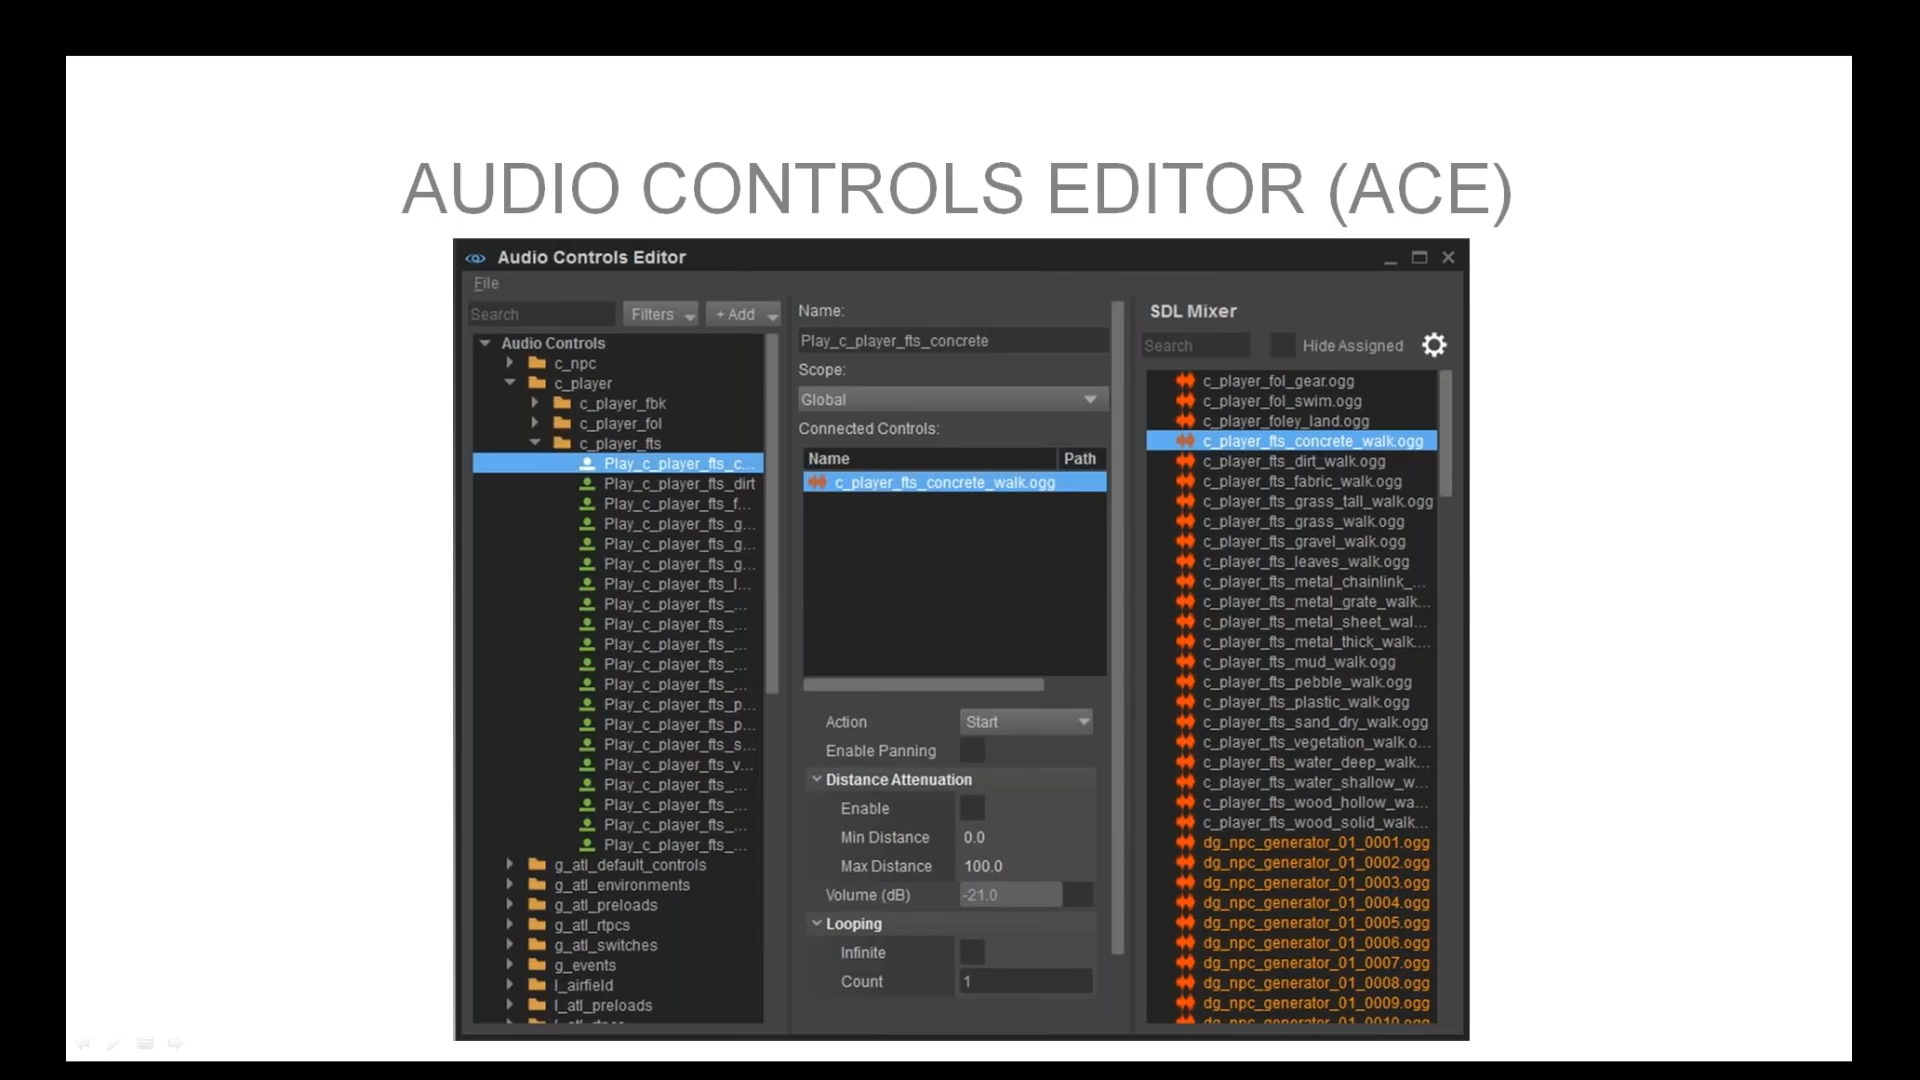 AUDIO CONTROLS EDITOR (ACE)
Audio Controls Editor
File
Search
Filters
+ Add
Audio Controls
c_npc
c_player
c_player_fbk
c_player_fol
c_player_fts
Play_c_player_fts_c...
Play_c_player_fts_dirt
Play_c_player_fts_f...
Play_c_player_fts_g...
Play_c_player_fts_g...
Play_c_player_fts_g...
Play_c_player_fts_l...
Play_c_player_fts_...
Play_c_player_fts_...
Play_c_player_fts_...
Play_c_player_fts_...
Play_c_player_fts_...
Play_c_player_fts_p...
Play_c_player_fts_p...
Play_c_player_fts_s...
Play_c_player_fts_v...
Play_c_player_fts_...
Play_c_player_fts_...
Play_c_player_fts_...
Play_c_player_fts_...
g_atl_default_controls
g_atl_environments
g_atl_preloads
g_atl_rtpcs
g_atl_switches
g_events
l_airfield
l_atl_preloads
Name:
Play_c_player_fts_concrete
Scope:
Global
Connected Controls:
Name Path
c_player_fts_concrete_walk.ogg
Action Start
Enable Panning
Distance Attenuation
Enable
Min Distance 0.0
Max Distance 100.0
Volume (dB) -21.0
Looping
Infinite
Count 1
SDL Mixer
Search
Hide Assigned
c_player_fol_gear.ogg
c_player_fol_swim.ogg
c_player_foley_land.ogg
c_player_fts_concrete_walk.ogg
c_player_fts_dirt_walk.ogg
c_player_fts_fabric_walk.ogg
c_player_fts_grass_tall_walk.ogg
c_player_fts_grass_walk.ogg
c_player_fts_gravel_walk.ogg
c_player_fts_leaves_walk.ogg
c_player_fts_metal_chainlink_...
c_player_fts_metal_grate_walk...
c_player_fts_metal_sheet_wal...
c_player_fts_metal_thick_walk....
c_player_fts_mud_walk.ogg
c_player_fts_pebble_walk.ogg
c_player_fts_plastic_walk.ogg
c_player_fts_sand_dry_walk.ogg
c_player_fts_vegetation_walk.o...
c_player_fts_water_deep_walk...
c_player_fts_water_shallow_w...
c_player_fts_wood_hollow_wa...
c_player_fts_wood_solid_walk...
dg_npc_generator_01_0001.ogg
dg_npc_generator_01_0002.ogg
dg_npc_generator_01_0003.ogg
dg_npc_generator_01_0004.ogg
dg_npc_generator_01_0005.ogg
dg_npc_generator_01_0006.ogg
dg_npc_generator_01_0007.ogg
dg_npc_generator_01_0008.ogg
dg_npc_generator_01_0009.ogg
dg_npc_generator_01_0010.ogg